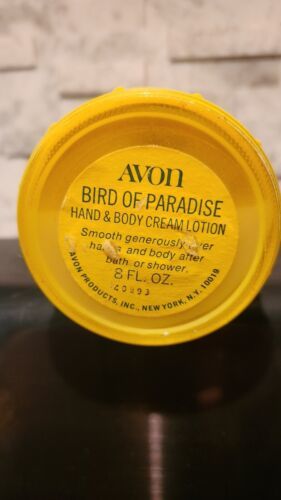 AVON
BIRD OF PARADISE
HAND & BODY CREAM LOTION
Smooth generously over
and body after
bath or shower.
8 FL. OZ.
AVON PRODUCTS, INC., NEW YORK, N.Y. 10019